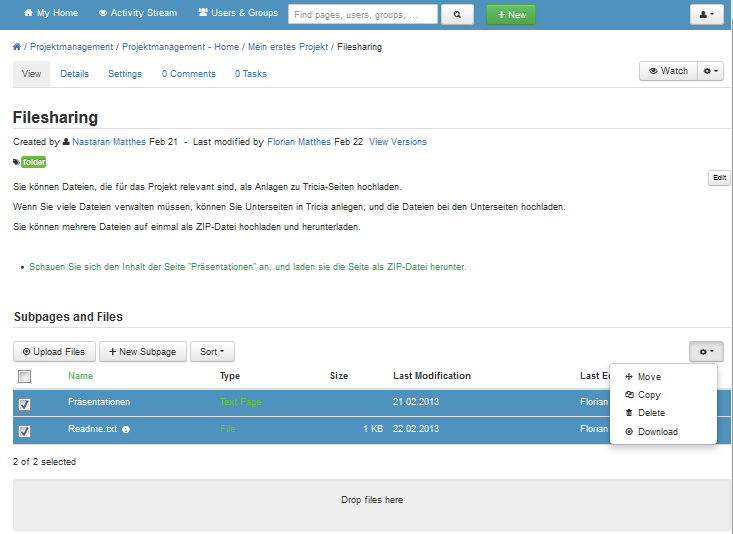 My Home Activity Stream Users & Groups Find pages, users, groups, ... + New
/ Projektmanagement / Projektmanagement - Home / Mein erstes Projekt / Filesharing
View Details Settings 0 Comments 0 Tasks Watch
Filesharing
Created by Nastaran Matthes Feb 21 - Last modified by Florian Matthes Feb 22 View Versions
folder
Edit
Sie können Dateien, die für das Projekt relevant sind, als Anlagen zu Tricia-Seiten hochladen.
Wenn Sie viele Dateien verwalten müssen, können Sie Unterseiten in Tricia anlegen, und die Dateien bei den Unterseiten hochladen.
Sie können mehrere Dateien auf einmal als ZIP-Datei hochladen und herunterladen.
• Schauen Sie sich den Inhalt der Seite "Präsentationen" an, und laden sie die Seite als ZIP-Datei herunter.
Subpages and Files
Upload Files + New Subpage Sort
Name Type Size Last Modification Last E
Move
Copy
Delete
Download
Präsentationen Text Page 21.02.2013 Florian
Readme.txt File 1 KB 22.02.2013 Florian
2 of 2 selected
Drop files here